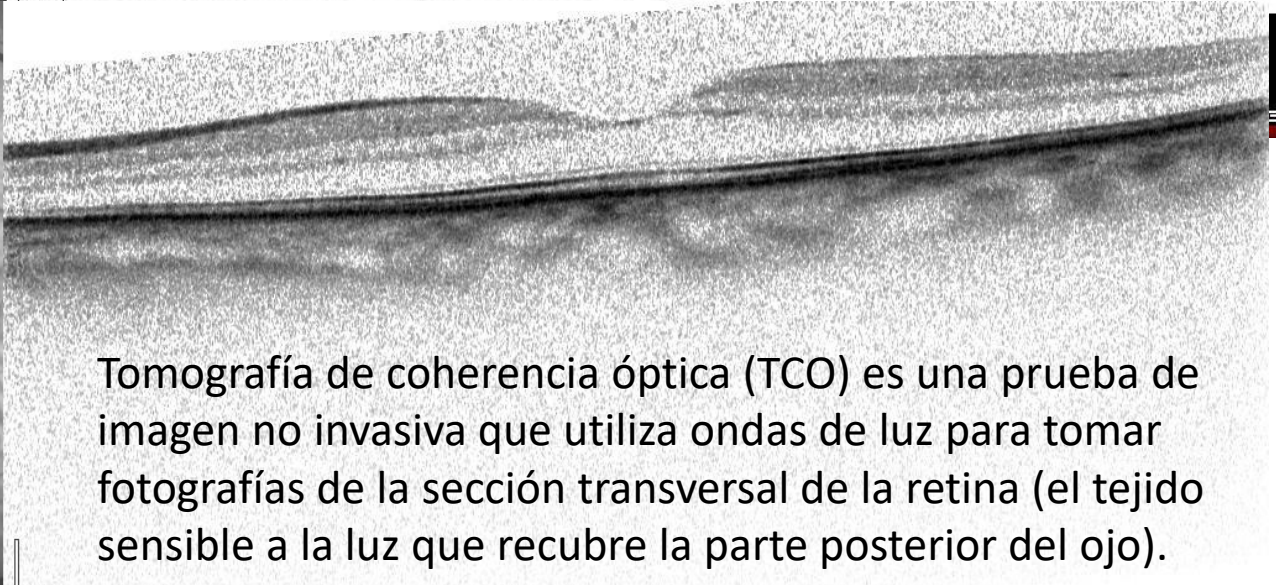 Tomografía de coherencia óptica (TCO) es una prueba de
imagen no invasiva que utiliza ondas de luz para tomar
fotografías de la sección transversal de la retina (el tejido
sensible a la luz que recubre la parte posterior del ojo).